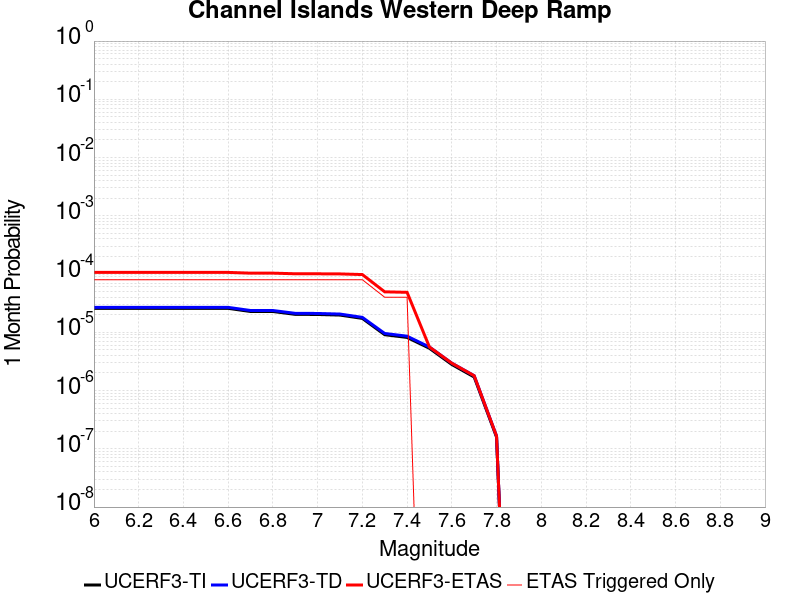 Channel Islands Western Deep Ramp
1 Month Probability
10^0
10^-1
10^-2
10^-3
10^-4
10^-5
10^-6
10^-7
10^-8
6 6.2 6.4 6.6 6.8 7 7.2 7.4 7.6 7.8 8 8.2 8.4 8.6 8.8 9
Magnitude
UCERF3-TI UCERF3-TD UCERF3-ETAS ETAS Triggered Only